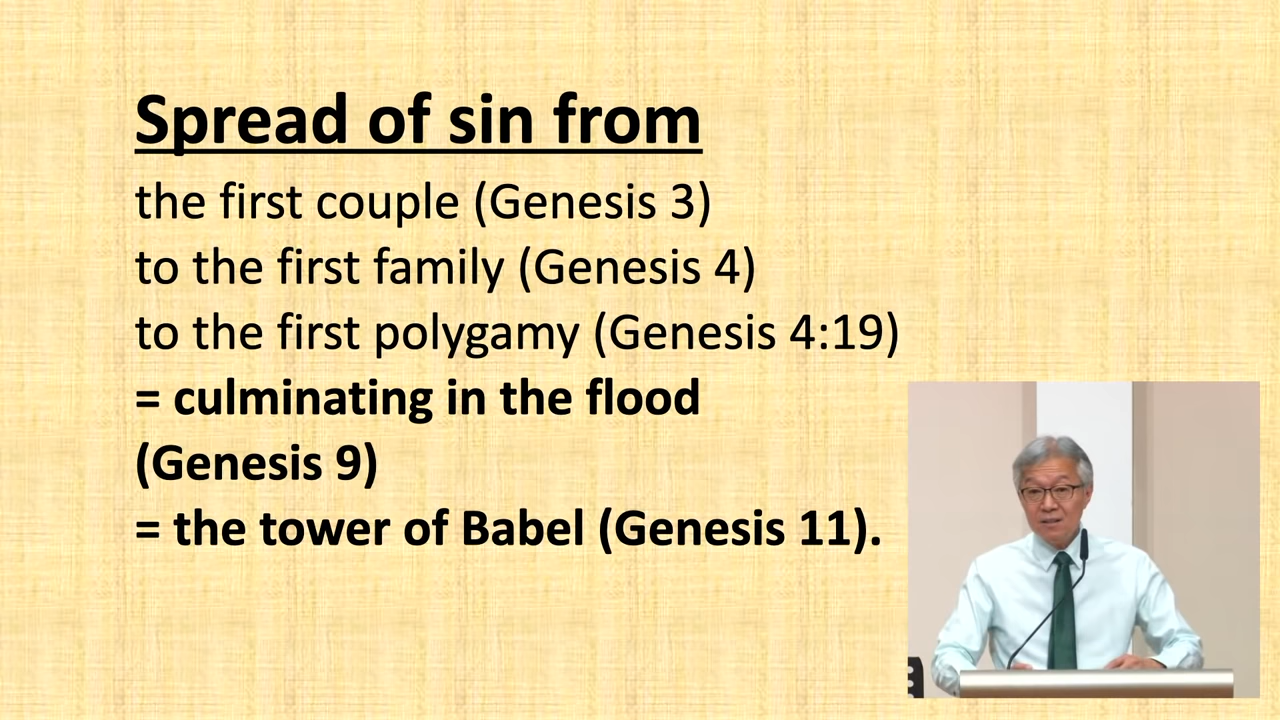 Spread of sin from
the first couple (Genesis 3)
to the first family (Genesis 4)
to the first polygamy (Genesis 4:19)
= culminating in the flood
(Genesis 9)
= the tower of Babel (Genesis 11).